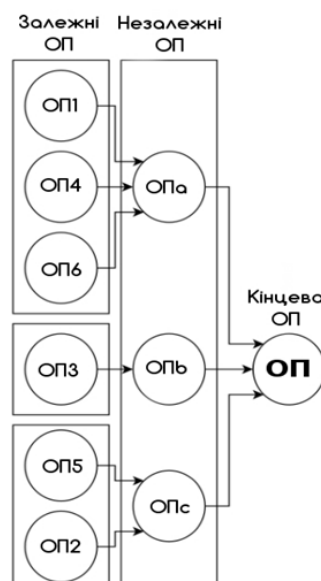 Залежні
ОП
Незалежні
ОП
ОП1
ОП4
ОПа
ОП6
Кінцева
ОП
ОП3
ОПb
ОП
ОП5
ОПс
ОП2